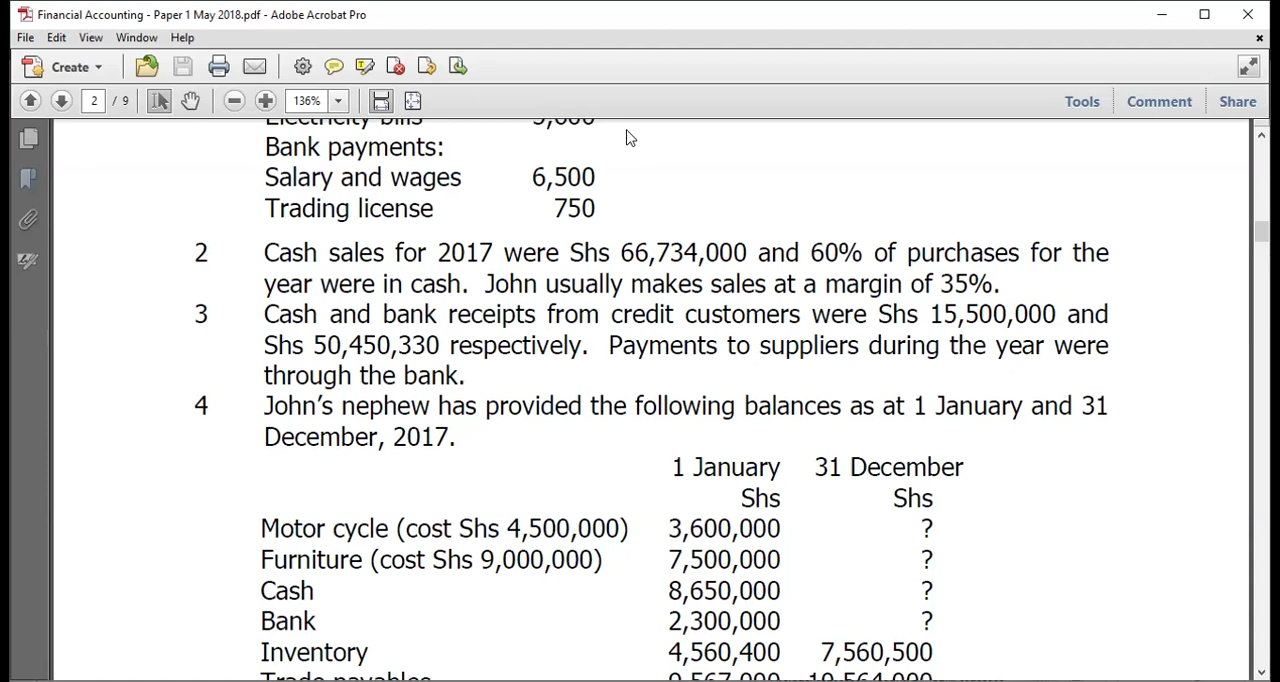 Financial Accounting - Paper 1 May 2018.pdf - Adobe Acrobat Pro
File Edit View Window Help
Create
2 / 9 136% Tools Comment Share
Electricity bills
Bank payments:
Salary and wages 6,500
Trading license 750
2 Cash sales for 2017 were Shs 66,734,000 and 60% of purchases for the
year were in cash. John usually makes sales at a margin of 35%.
3 Cash and bank receipts from credit customers were Shs 15,500,000 and
Shs 50,450,330 respectively. Payments to suppliers during the year were
through the bank.
4 John's nephew has provided the following balances as at 1 January and 31
December, 2017.
1 January 31 December
Shs Shs
Motor cycle (cost Shs 4,500,000) 3,600,000 ?
Furniture (cost Shs 9,000,000) 7,500,000 ?
Cash 8,650,000 ?
Bank 2,300,000 ?
Inventory 4,560,400 7,560,500
Trade payables